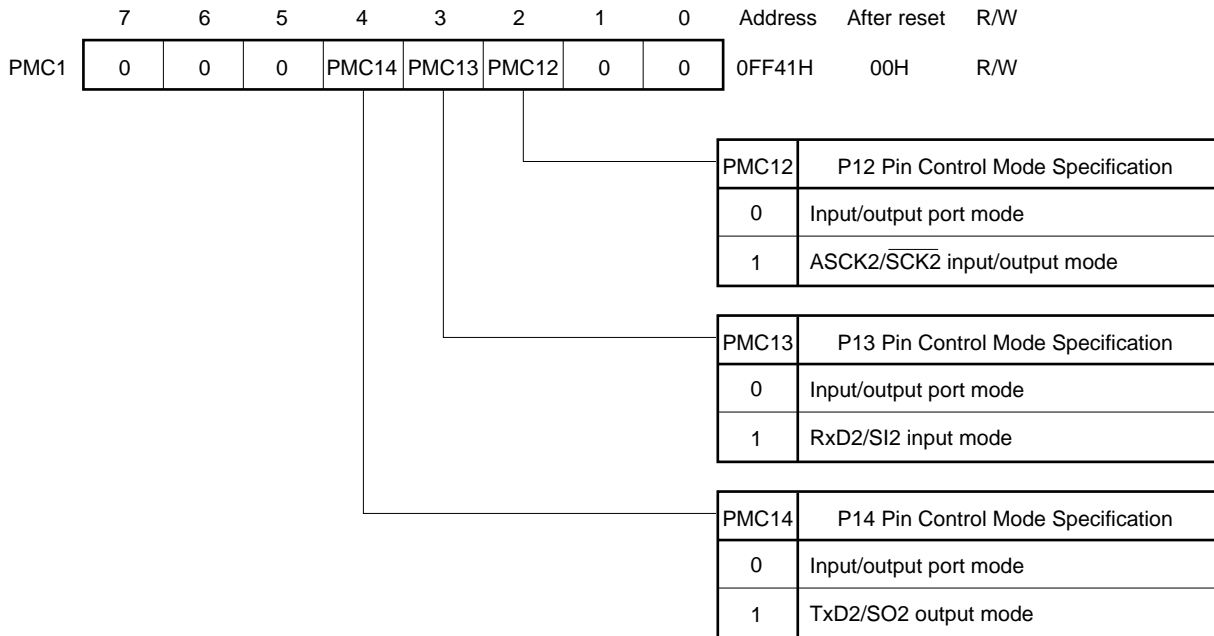 7 6 5 4 3 2 1 0 Address After reset R/W
PMC1 0 0 0 PMC14 PMC13 PMC12 0 0 0FF41H 00H R/W
PMC12 P12 Pin Control Mode Specification
0 Input/output port mode
1 ASCK2/S̅C̅K̅2̅ input/output mode
PMC13 P13 Pin Control Mode Specification
0 Input/output port mode
1 RxD2/SI2 input mode
PMC14 P14 Pin Control Mode Specification
0 Input/output port mode
1 TxD2/SO2 output mode